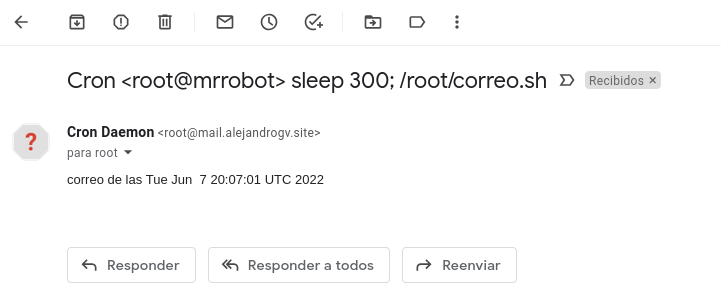 Cron <root@mrrobot> sleep 300; /root/correo.sh Recibidos ×
Cron Daemon <root@mail.alejandrogv.site>
para root
correo de las Tue Jun  7 20:07:01 UTC 2022
Responder Responder a todos Reenviar